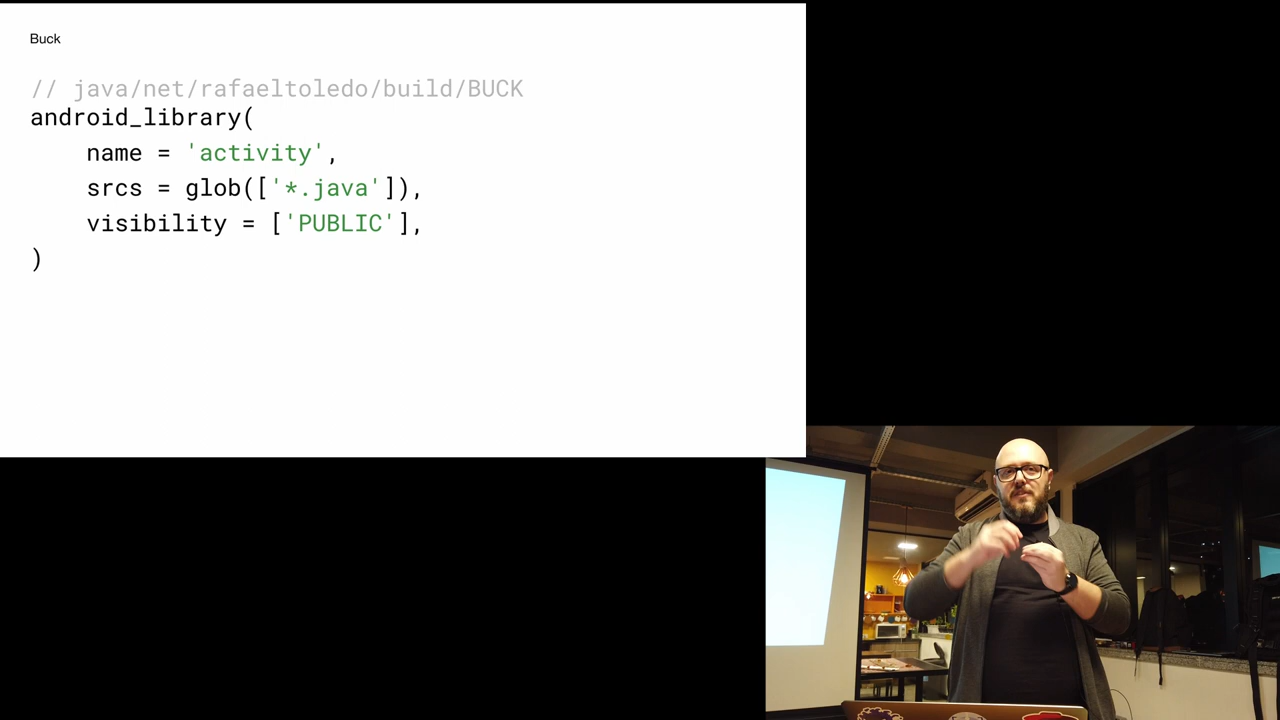 Buck
// java/net/rafaeltoledo/build/BUCK
android_library(
    name = 'activity',
    srcs = glob(['*.java']),
    visibility = ['PUBLIC'],
)